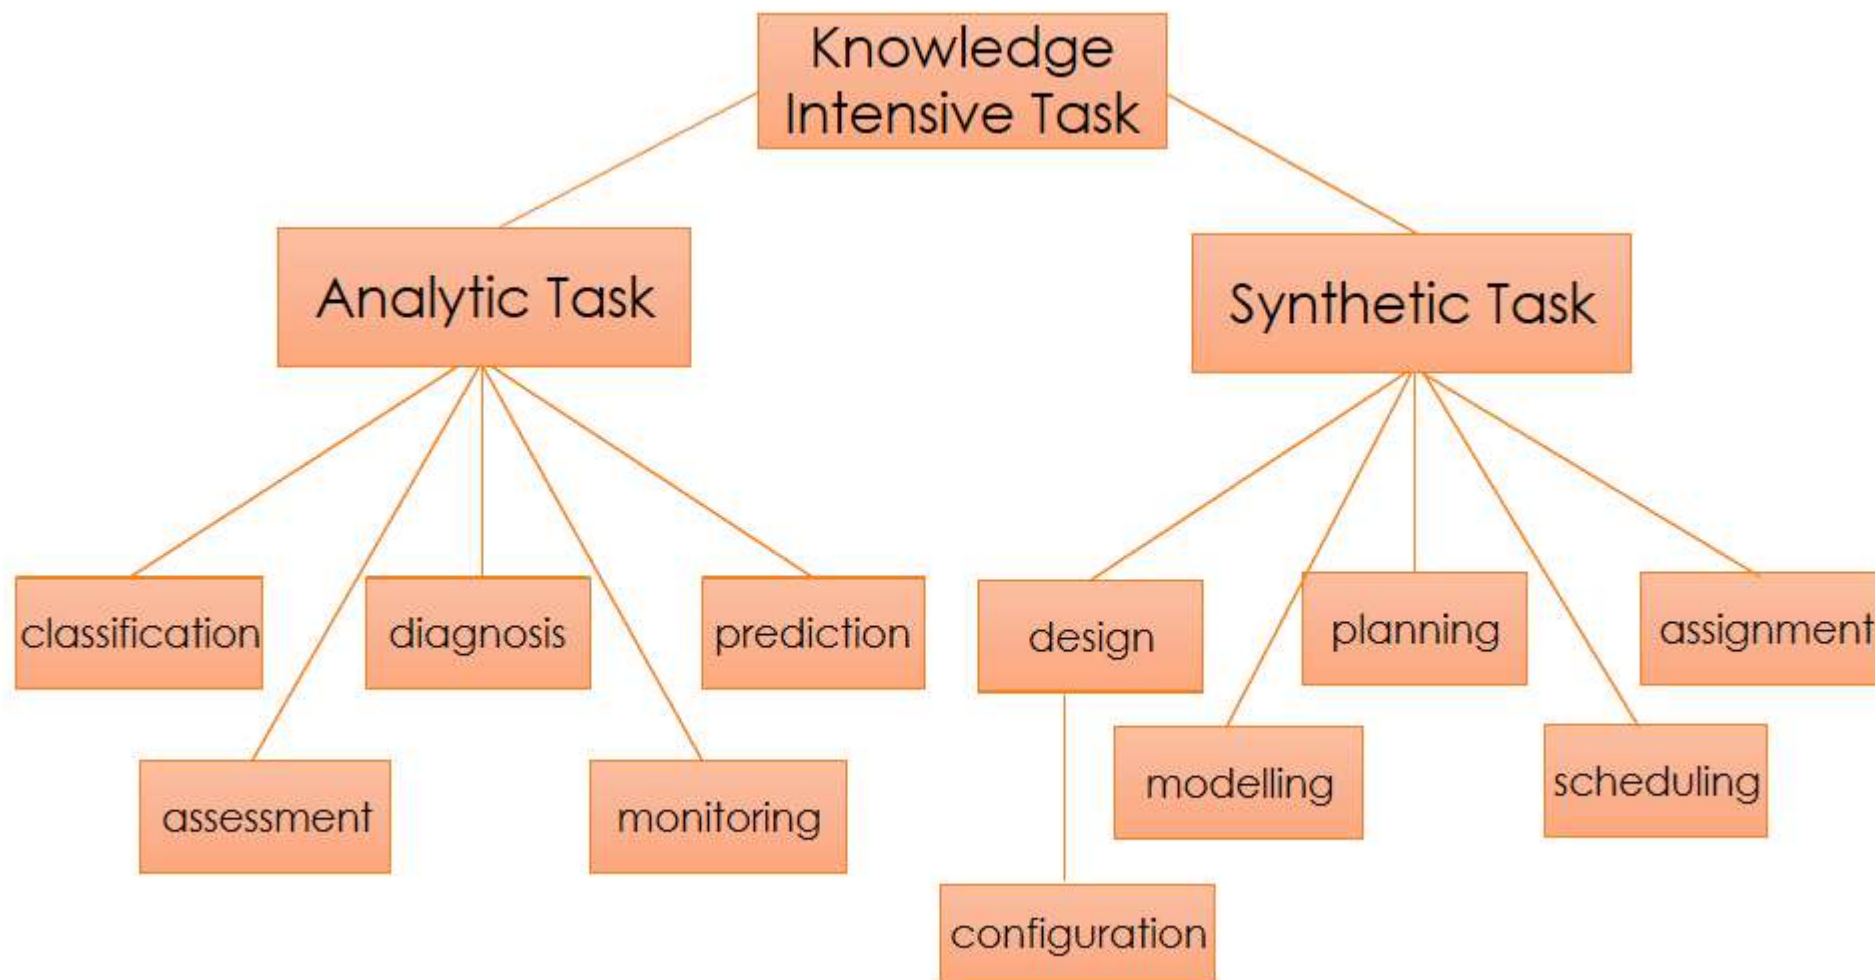 Knowledge
Intensive Task
Analytic Task
Synthetic Task
classification
diagnosis
prediction
design
planning
assignment
assessment
monitoring
modelling
scheduling
configuration